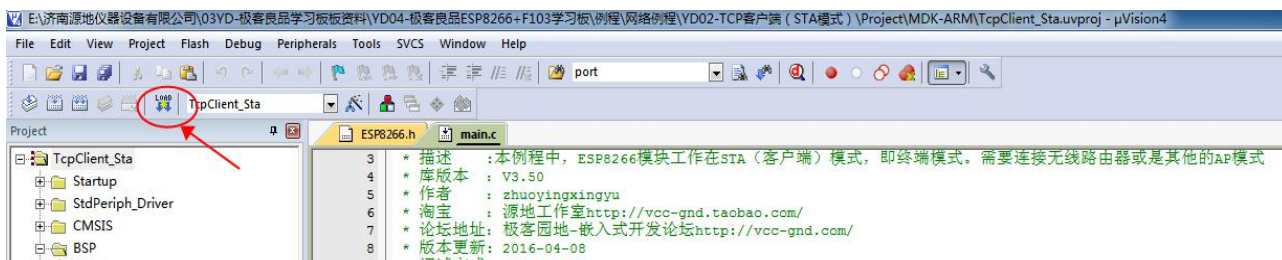 E:\济南源地仪器设备有限公司\03YD-极客良品学习板板资料\YD04-极客良品ESP8266+F103学习板\例程\网络例程\YD02-TCP客户端（STA模式）\Project\MDK-ARM\TcpClient_Sta.uvproj - µVision4
File Edit View Project Flash Debug Peripherals Tools SVCS Window Help
port
LOAD TcpClient_Sta
Project ESP8266.h main.c
TcpClient_Sta 3 * 描述 :本例程中，ESP8266模块工作在STA（客户端）模式，即终端模式。需要连接无线路由器或是其他的AP模式
Startup 4 * 库版本 : V3.50
StdPeriph_Driver 5 * 作者 : zhuoyingxingyu
6 * 淘宝 : 源地工作室http://vcc-gnd.taobao.com/
CMSIS 7 * 论坛地址: 极客园地-嵌入式开发论坛http://vcc-gnd.com/
BSP 8 * 版本更新: 2016-04-08